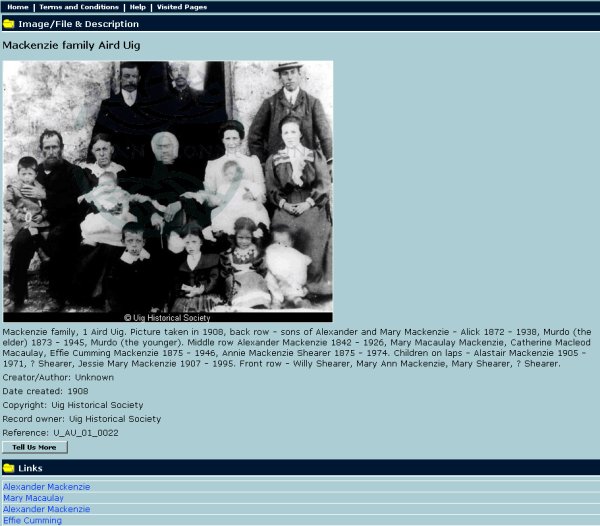 Home | Terms and Conditions | Help | Visited Pages
Image/File & Description
Mackenzie family Aird Uig
© Uig Historical Society
Mackenzie family, 1 Aird Uig. Picture taken in 1908, back row - sons of Alexander and Mary Mackenzie - Alick 1872 - 1938, Murdo (the
elder) 1873 - 1945, Murdo (the younger). Middle row Alexander Mackenzie 1842 - 1926, Mary Macaulay Mackenzie, Catherine Macleod
Macaulay, Effie Cumming Mackenzie 1875 - 1946, Annie Mackenzie Shearer 1875 - 1974. Children on laps - Alastair Mackenzie 1905 -
1971, ? Shearer, Jessie Mary Mackenzie 1907 - 1995. Front row - Willy Shearer, Mary Ann Mackenzie, Mary Shearer, ? Shearer.
Creator/Author: Unknown
Date created: 1908
Copyright: Uig Historical Society
Record owner: Uig Historical Society
Reference: U_AU_01_0022
Tell Us More
Links
Alexander Mackenzie
Mary Macaulay
Alexander Mackenzie
Effie Cumming